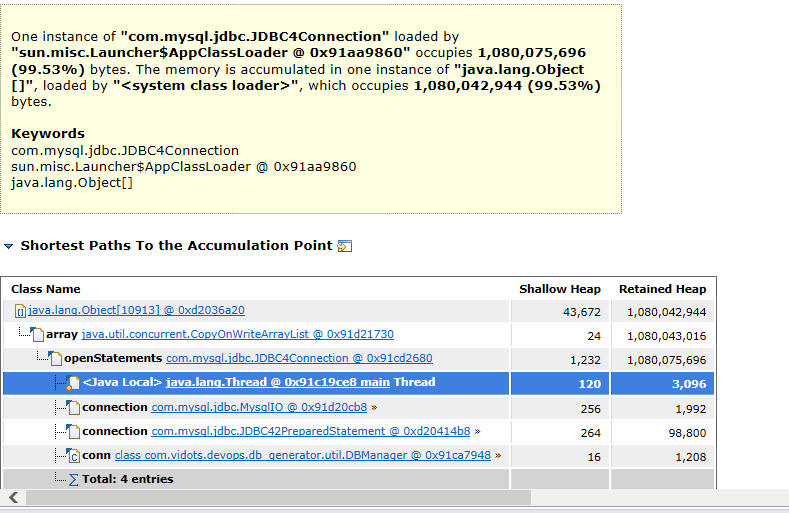 One instance of "com.mysql.jdbc.JDBC4Connection" loaded by
"sun.misc.Launcher$AppClassLoader @ 0x91aa9860" occupies 1,080,075,696
(99.53%) bytes. The memory is accumulated in one instance of "java.lang.Object
[]", loaded by "<system class loader>", which occupies 1,080,042,944 (99.53%)
bytes.
Keywords
com.mysql.jdbc.JDBC4Connection
sun.misc.Launcher$AppClassLoader @ 0x91aa9860
java.lang.Object[]
Shortest Paths To the Accumulation Point
Class Name Shallow Heap Retained Heap
java.lang.Object[10913] @ 0xd2036a20 43,672 1,080,042,944
array java.util.concurrent.CopyOnWriteArrayList @ 0x91d21730 24 1,080,043,016
openStatements com.mysql.jdbc.JDBC4Connection @ 0x91cd2680 1,232 1,080,075,696
<Java Local> java.lang.Thread @ 0x91c19ce8 main Thread 120 3,096
connection com.mysql.jdbc.MysqlIO @ 0x91d20cb8 » 256 1,992
connection com.mysql.jdbc.JDBC42PreparedStatement @ 0xd20414b8 » 264 98,800
conn class com.vidots.devops.db_generator.util.DBManager @ 0x91ca7948 » 16 1,208
Total: 4 entries